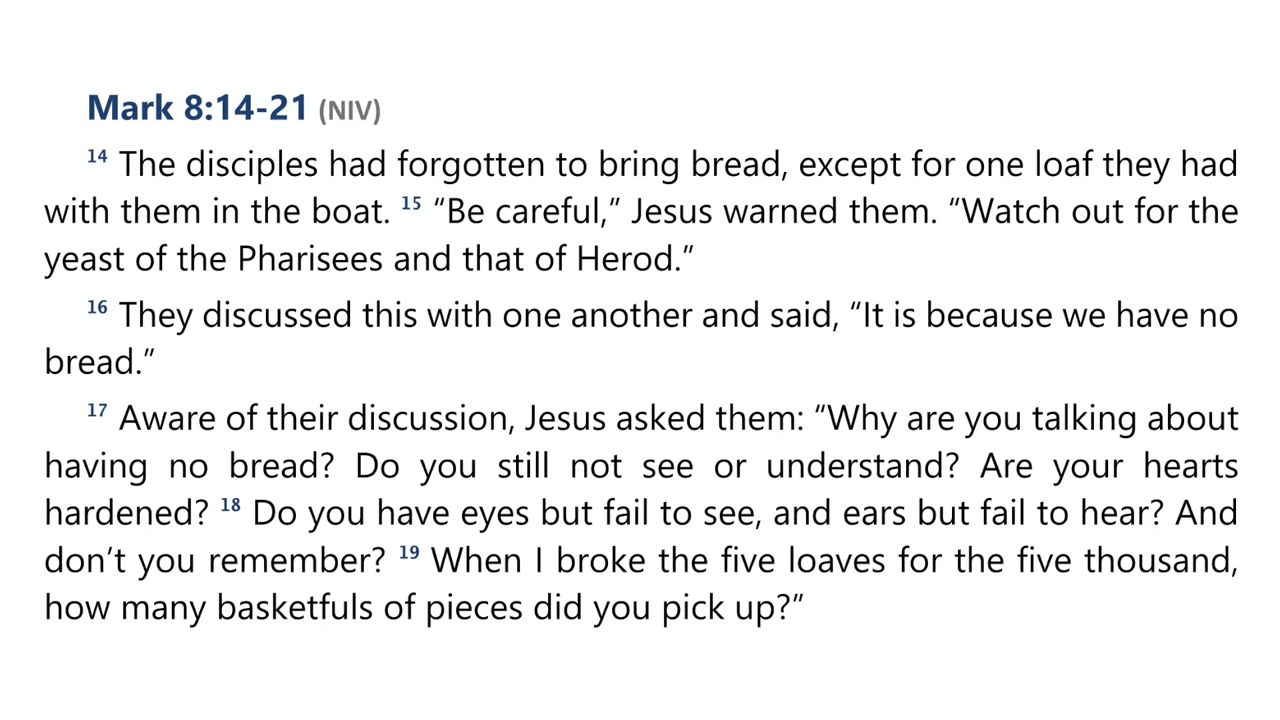 Mark 8:14-21 (NIV)
14 The disciples had forgotten to bring bread, except for one loaf they had
with them in the boat. 15 “Be careful,” Jesus warned them. “Watch out for the
yeast of the Pharisees and that of Herod.”
16 They discussed this with one another and said, “It is because we have no
bread.”
17 Aware of their discussion, Jesus asked them: “Why are you talking about
having no bread? Do you still not see or understand? Are your hearts
hardened? 18 Do you have eyes but fail to see, and ears but fail to hear? And
don’t you remember? 19 When I broke the five loaves for the five thousand,
how many basketfuls of pieces did you pick up?”